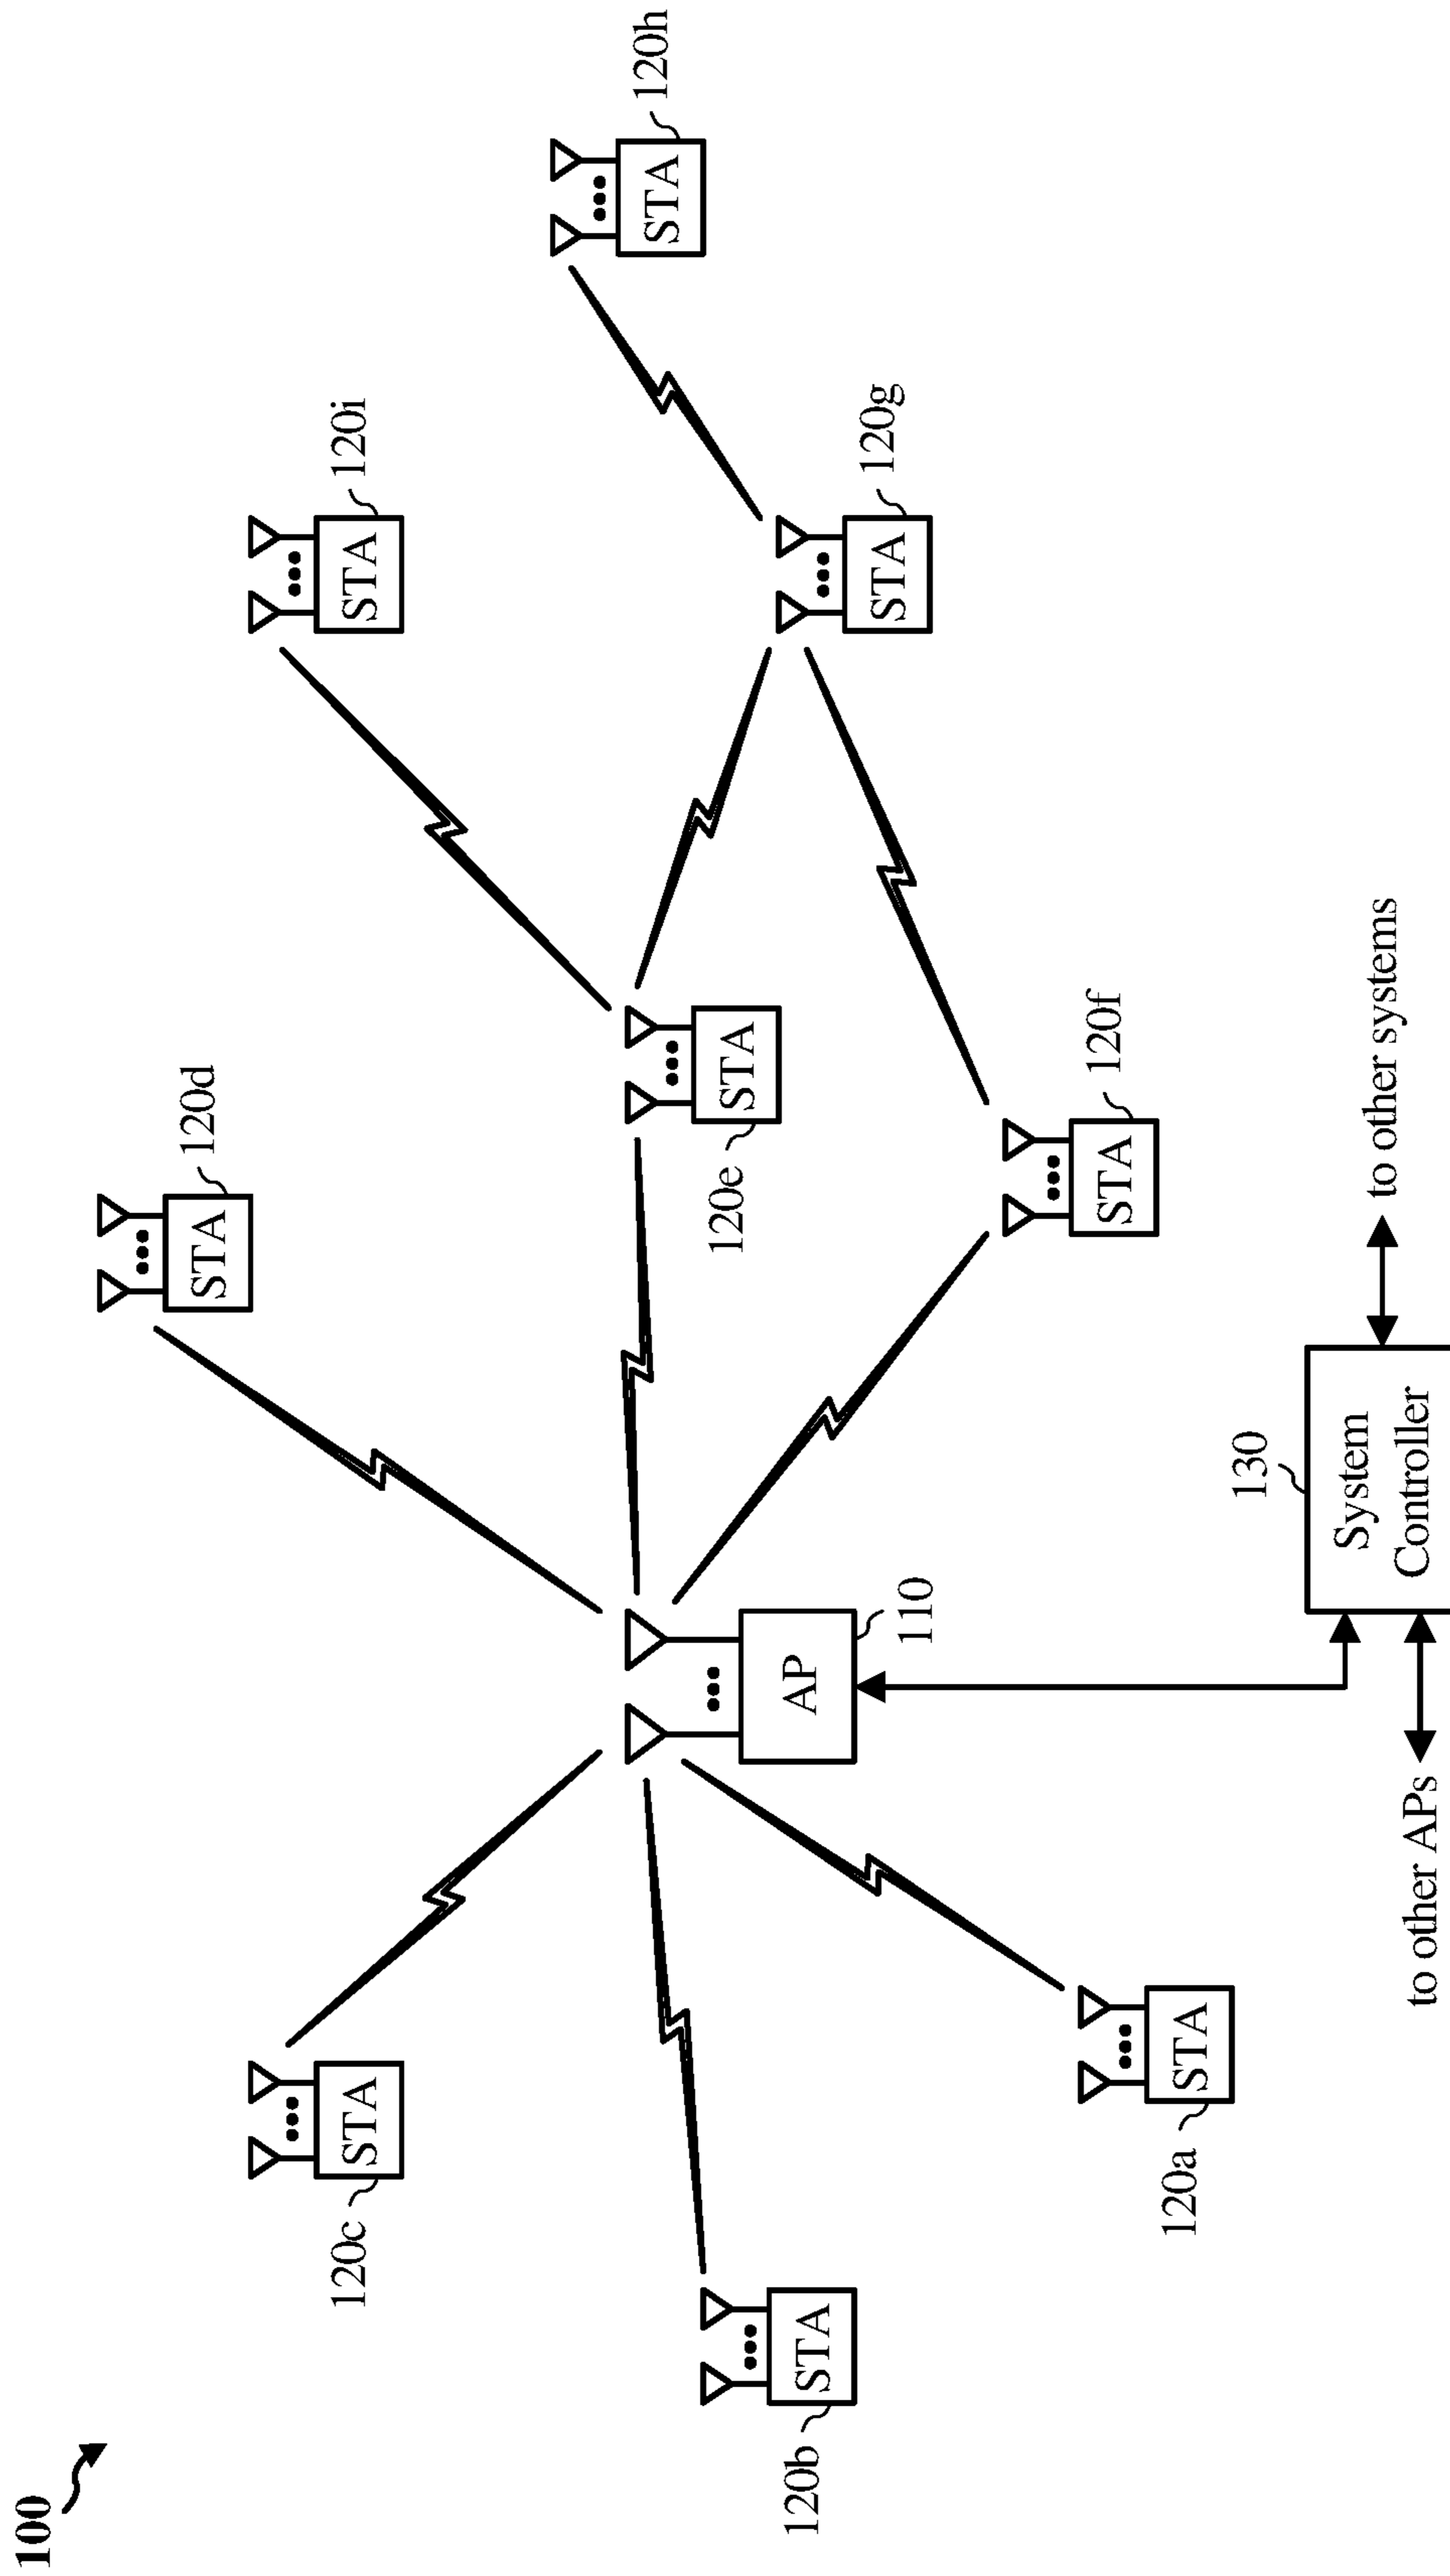 100
120d
STA
120c
STA
120i
STA
120h
STA
120b
STA
AP
110
120e
STA
120g
STA
120a
STA
120f
STA
130
System
Controller
to other systems
to other APs